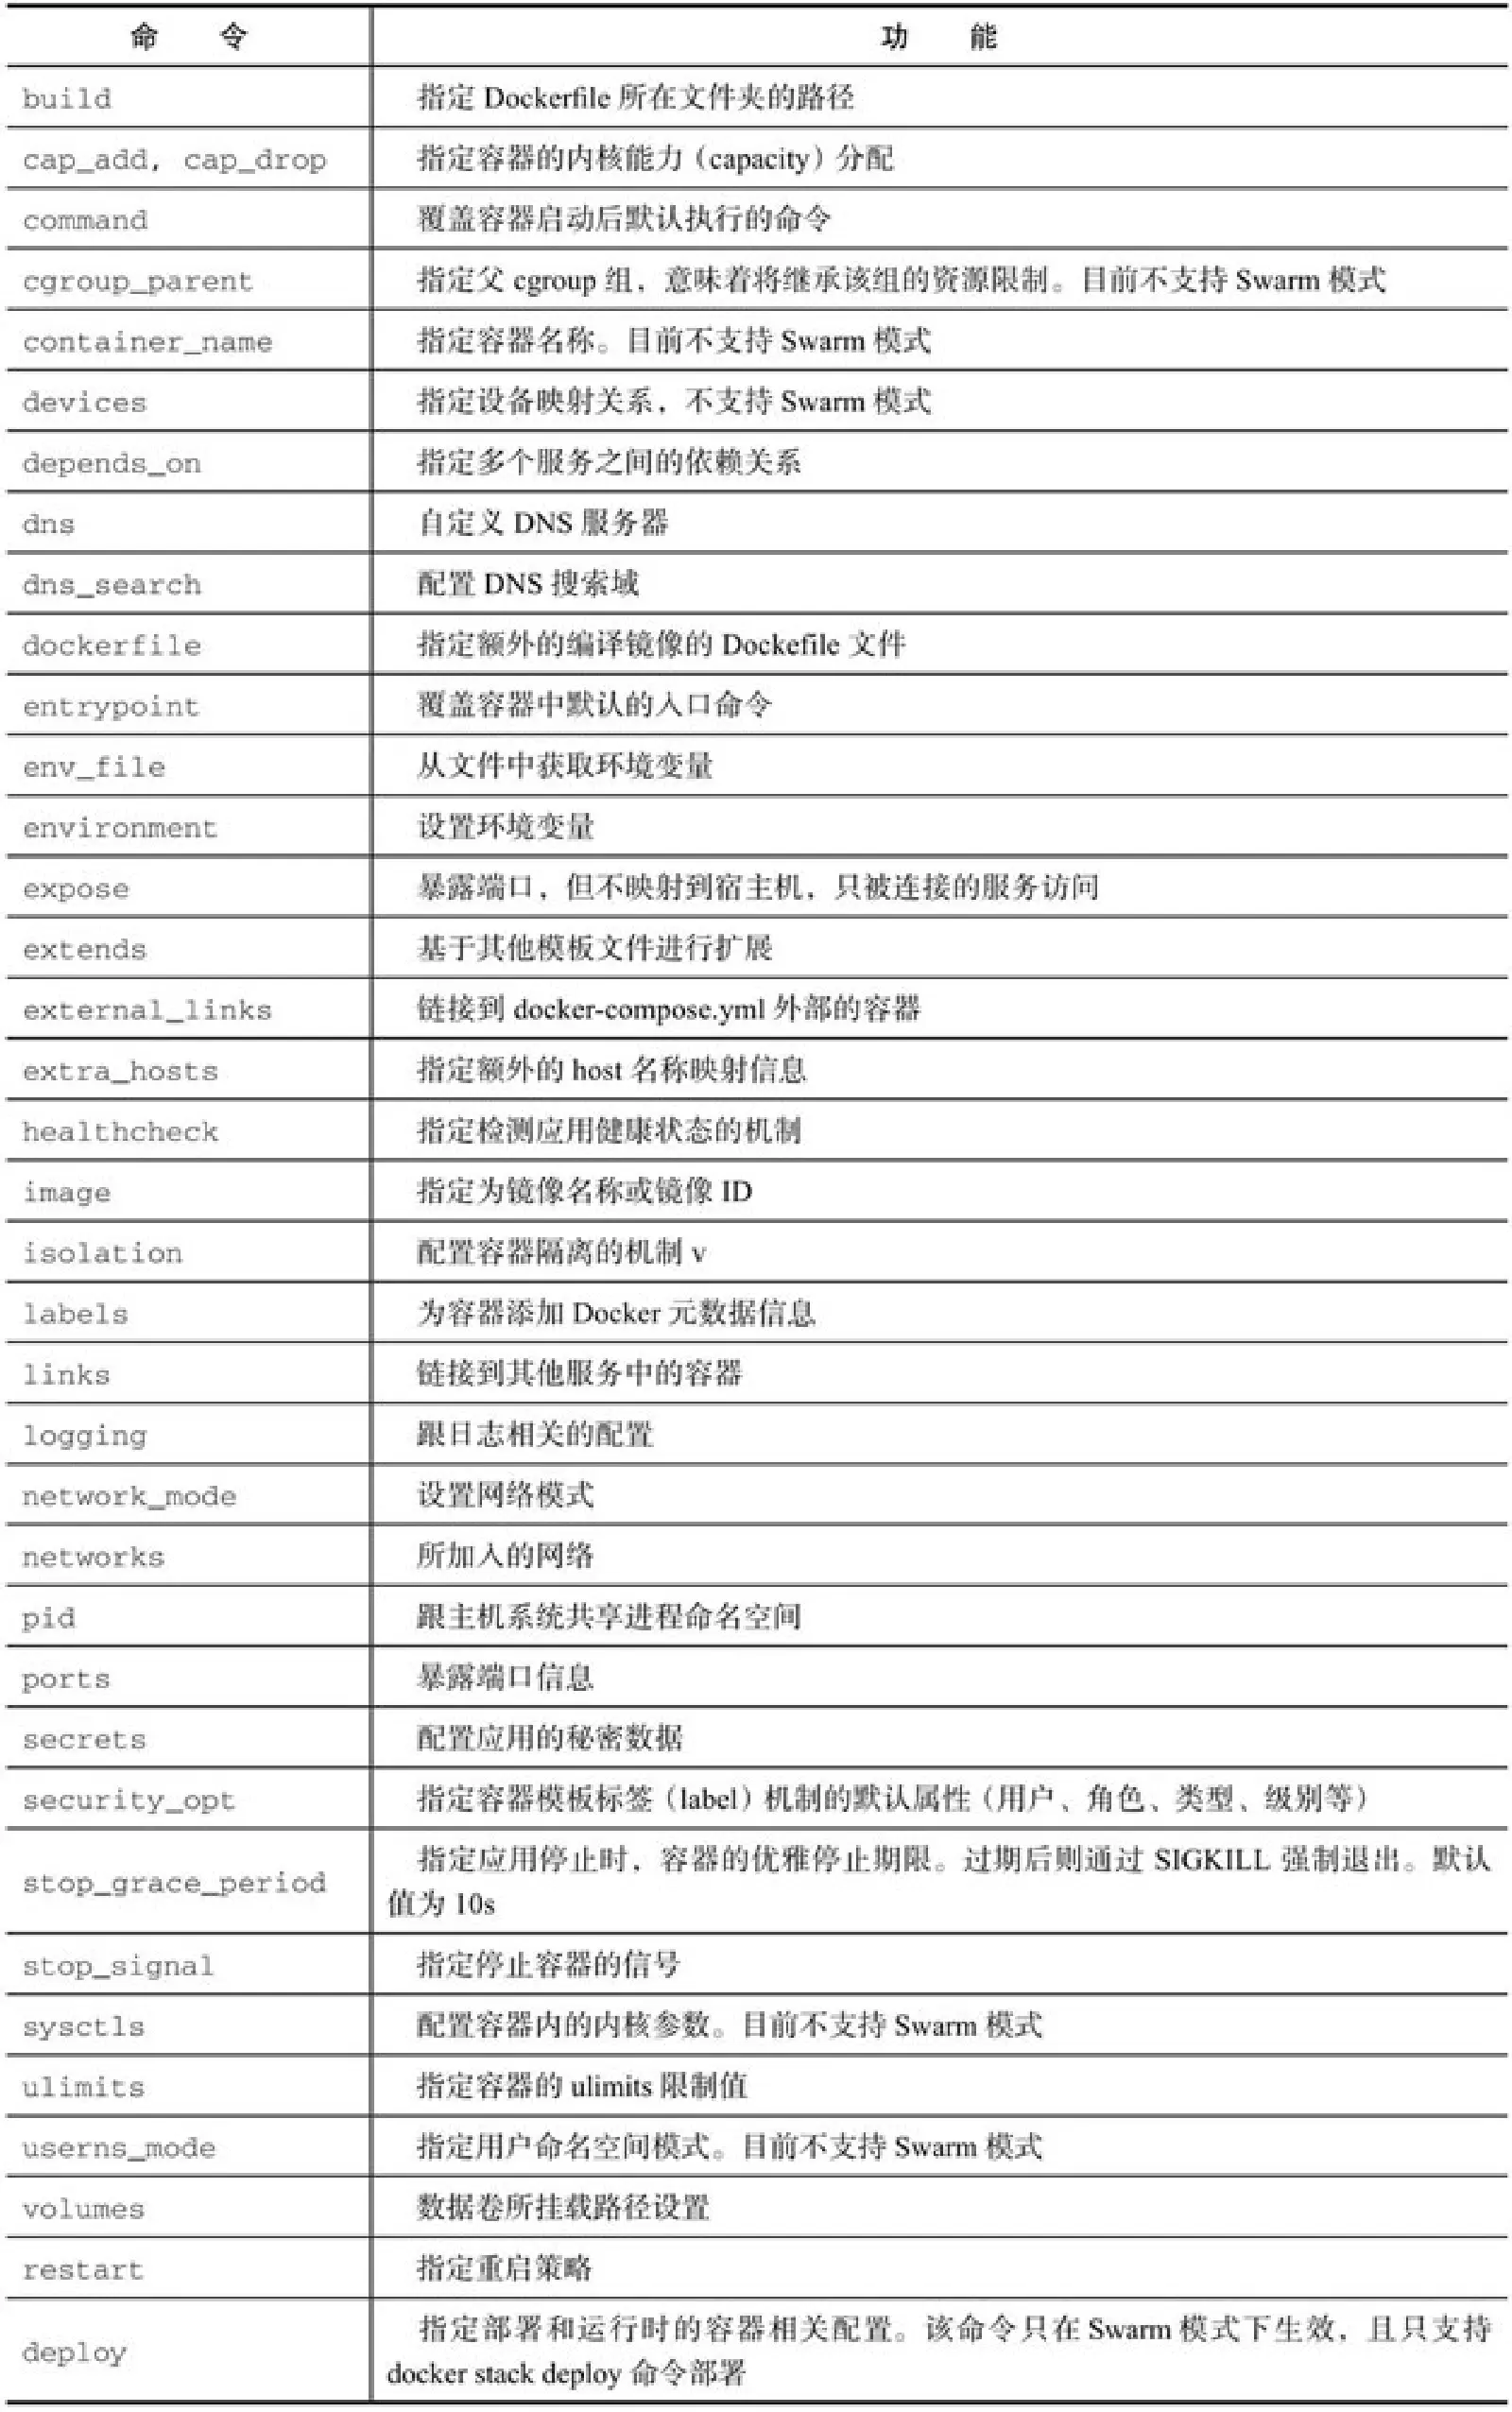 命 令 功 能
build 指定 Dockerfile 所在文件夹的路径
cap_add, cap_drop 指定容器的内核能力（capacity）分配
command 覆盖容器启动后默认执行的命令
cgroup_parent 指定父 cgroup 组，意味着将继承该组的资源限制。目前不支持 Swarm 模式
container_name 指定容器名称。目前不支持 Swarm 模式
devices 指定设备映射关系，不支持 Swarm 模式
depends_on 指定多个服务之间的依赖关系
dns 自定义 DNS 服务器
dns_search 配置 DNS 搜索域
dockerfile 指定额外的编译镜像的 Dockefile 文件
entrypoint 覆盖容器中默认的入口命令
env_file 从文件中获取环境变量
environment 设置环境变量
expose 暴露端口，但不映射到宿主机，只被连接的服务访问
extends 基于其他模板文件进行扩展
external_links 链接到 docker-compose.yml 外部的容器
extra_hosts 指定额外的 host 名称映射信息
healthcheck 指定检测应用健康状态的机制
image 指定为镜像名称或镜像 ID
isolation 配置容器隔离的机制 v
labels 为容器添加 Docker 元数据信息
links 链接到其他服务中的容器
logging 跟日志相关的配置
network_mode 设置网络模式
networks 所加入的网络
pid 跟主机系统共享进程命名空间
ports 暴露端口信息
secrets 配置应用的秘密数据
security_opt 指定容器模板标签（label）机制的默认属性（用户、角色、类型、级别等）
stop_grace_period 指定应用停止时，容器的优雅停止期限。过期后则通过 SIGKILL 强制退出。默认
值为 10s
stop_signal 指定停止容器的信号
sysctls 配置容器内的内核参数。目前不支持 Swarm 模式
ulimits 指定容器的 ulimits 限制值
userns_mode 指定用户命名空间模式。目前不支持 Swarm 模式
volumes 数据卷所挂载路径设置
restart 指定重启策略
deploy 指定部署和运行时的容器相关配置。该命令只在 Swarm 模式下生效，且只支持
docker stack deploy 命令部署